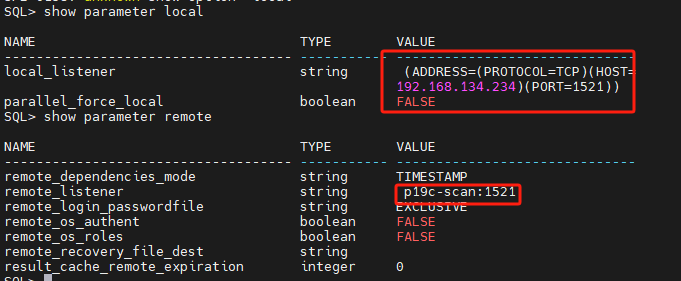 SQL> show parameter local
NAME TYPE VALUE
------------------------------------ ----------- ------------------------------
local_listener string (ADDRESS=(PROTOCOL=TCP)(HOST=
192.168.134.234)(PORT=1521))
parallel_force_local boolean FALSE
SQL> show parameter remote
NAME TYPE VALUE
------------------------------------ ----------- ------------------------------
remote_dependencies_mode string TIMESTAMP
remote_listener string p19c-scan:1521
remote_login_passwordfile string EXCLUSIVE
remote_os_authent boolean FALSE
remote_os_roles boolean FALSE
remote_recovery_file_dest string
result_cache_remote_expiration integer 0
SQL>